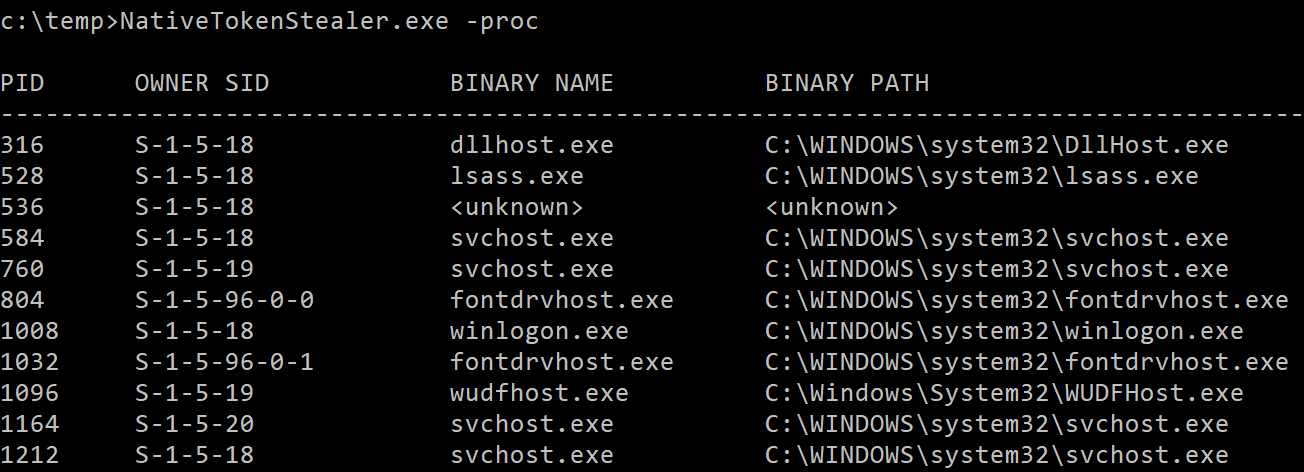 c:\temp>NativeTokenStealer.exe -proc
PID OWNER SID BINARY NAME BINARY PATH
---------------------------------------------------------------------------------------
316 S-1-5-18 dllhost.exe C:\WINDOWS\system32\DllHost.exe
528 S-1-5-18 lsass.exe C:\WINDOWS\system32\lsass.exe
536 S-1-5-18 <unknown> <unknown>
584 S-1-5-18 svchost.exe C:\WINDOWS\system32\svchost.exe
760 S-1-5-19 svchost.exe C:\WINDOWS\system32\svchost.exe
804 S-1-5-96-0-0 fontdrvhost.exe C:\WINDOWS\system32\fontdrvhost.exe
1008 S-1-5-18 winlogon.exe C:\WINDOWS\system32\winlogon.exe
1032 S-1-5-96-0-1 fontdrvhost.exe C:\WINDOWS\system32\fontdrvhost.exe
1096 S-1-5-19 wudfhost.exe C:\Windows\System32\WUDFHost.exe
1164 S-1-5-20 svchost.exe C:\WINDOWS\system32\svchost.exe
1212 S-1-5-18 svchost.exe C:\WINDOWS\system32\svchost.exe